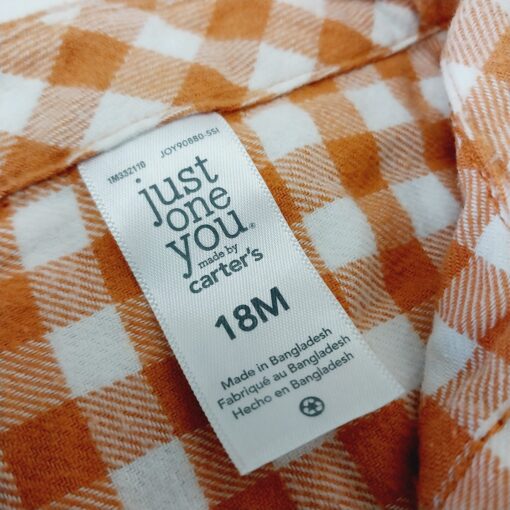 1M332110 JOY90880-SSI
just
one
you®
made by
carter's
18M
Made in Bangladesh
Fabriqué au Bangladesh
Hecho en Bangladesh